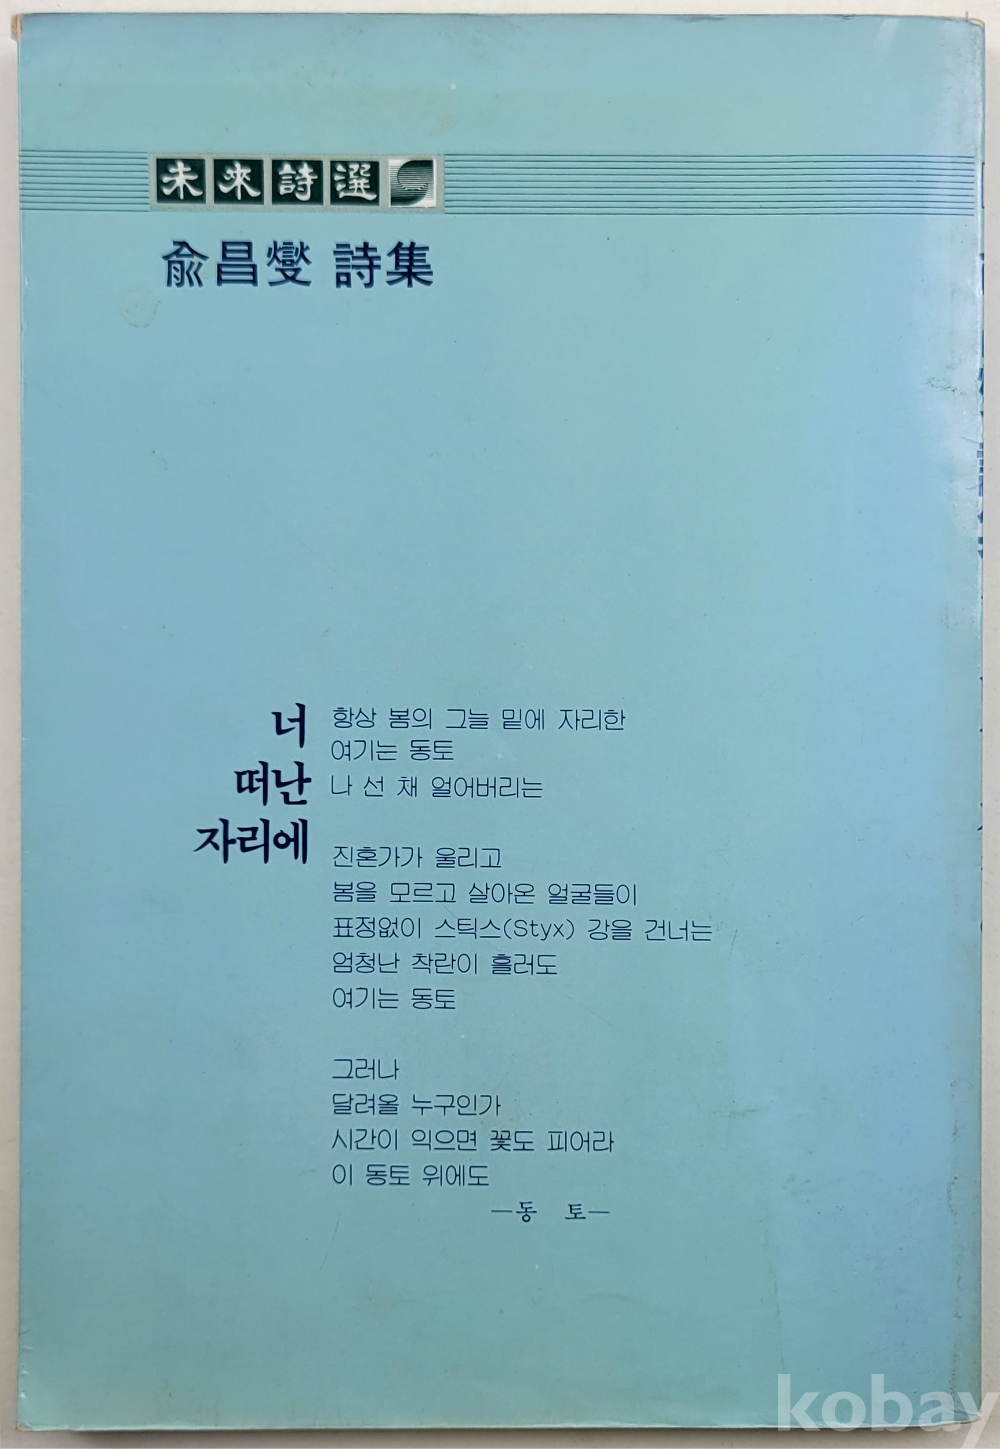 未來詩選
兪昌燮 詩集
너
떠난
자리에
항상 봄의 그늘 밑에 자리한
여기는 동토
나 선 채 얼어버리는
진혼가가 울리고
봄을 모르고 살아온 얼굴들이
표정없이 스틱스(Styx) 강을 건너는
엄청난 착란이 흘러도
여기는 동토
그러나
달려올 누구인가
시간이 익으면 꽃도 피어라
이 동토 위에도
—동 토—
kobay